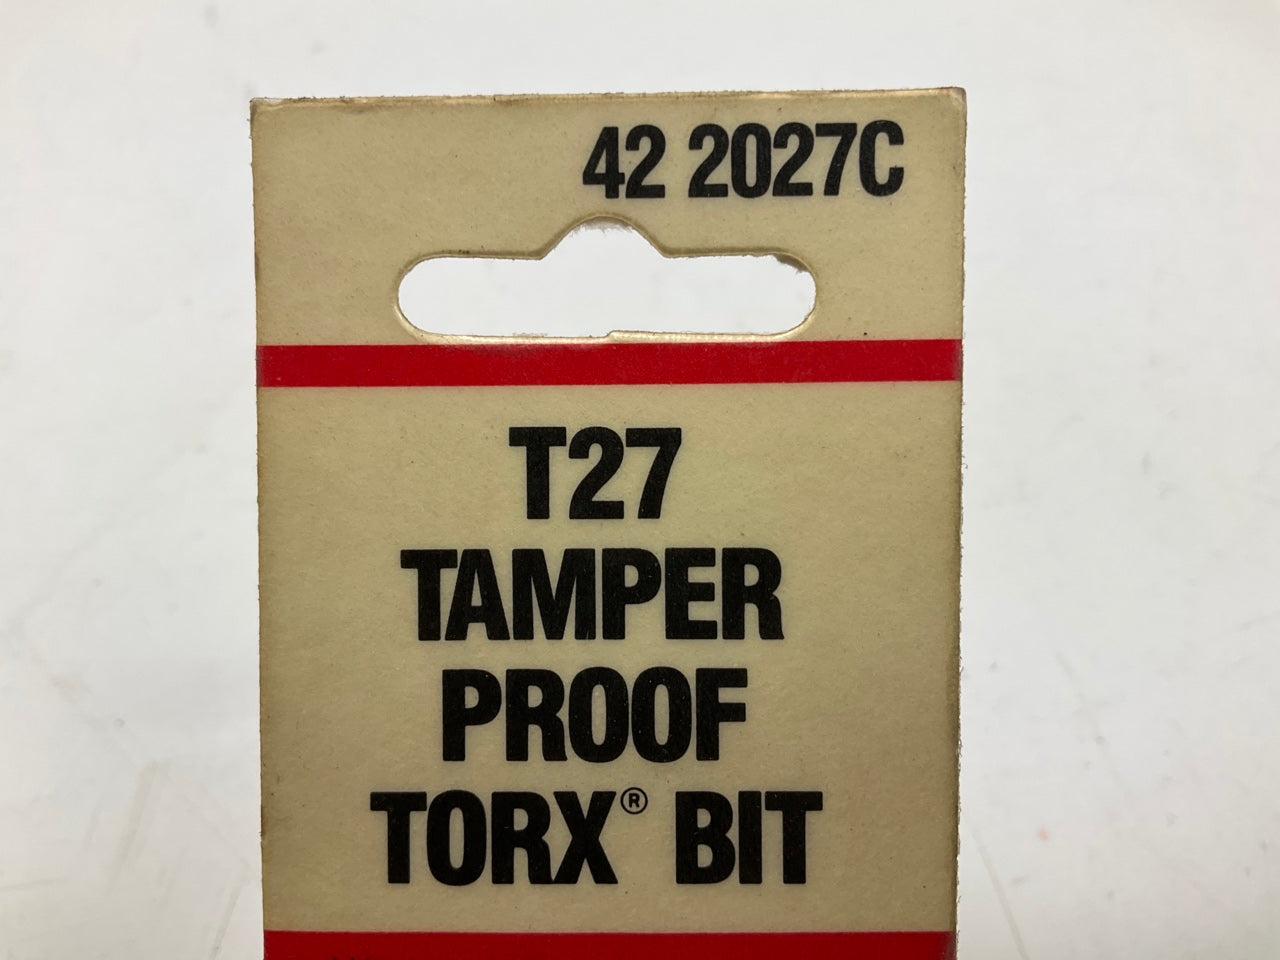 42 2027C
T27
TAMPER
PROOF
TORX® BIT